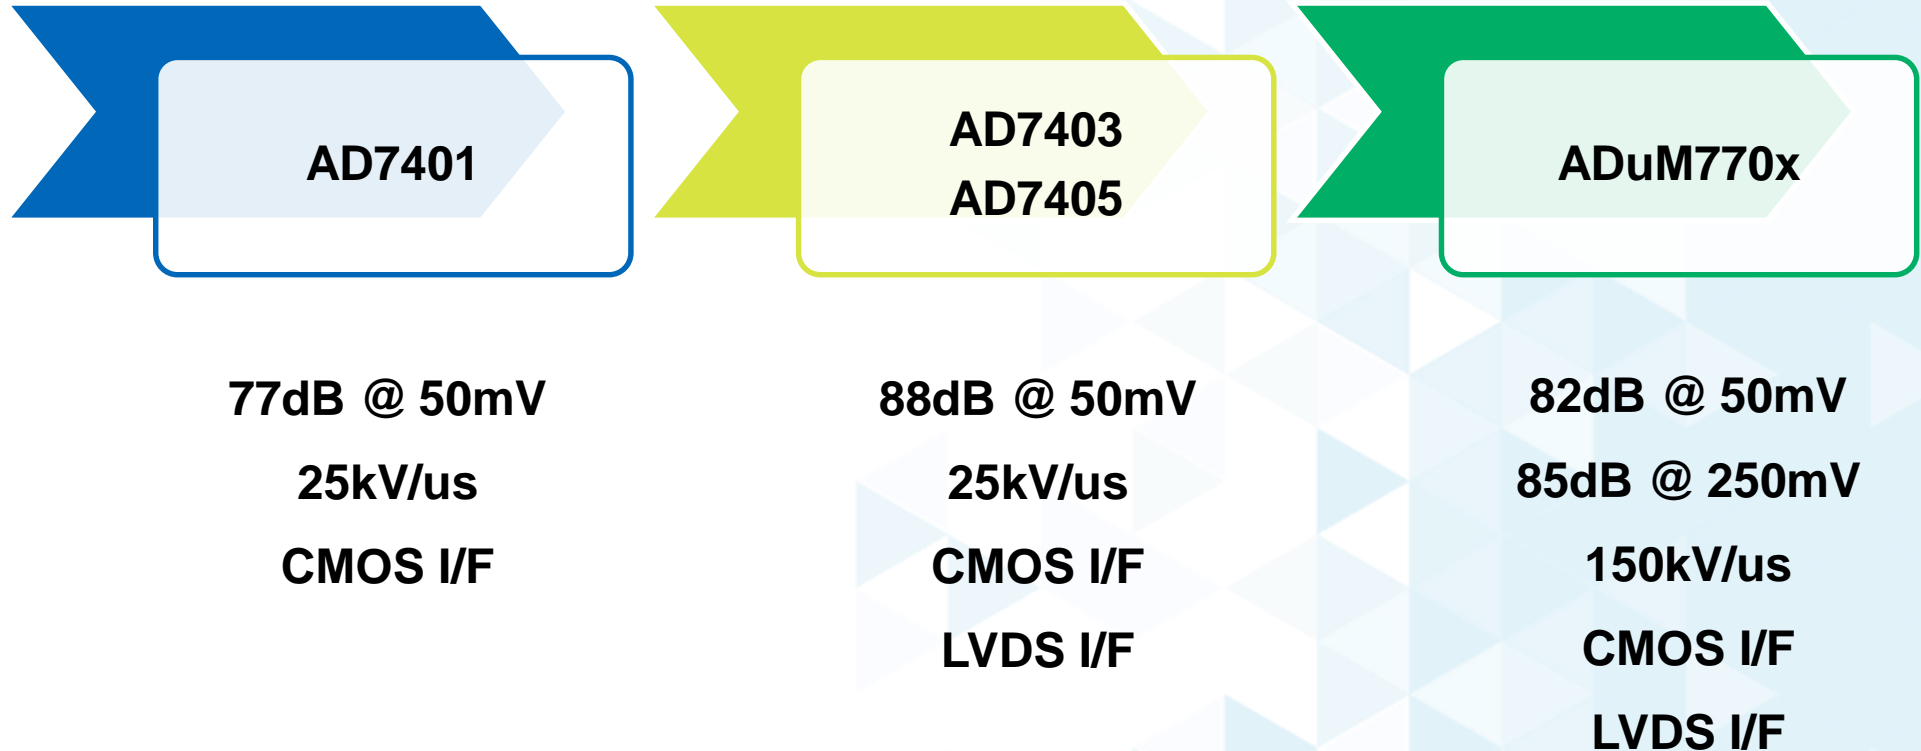 AD7401
AD7403
AD7405
ADuM770x
77dB @ 50mV
25kV/us
CMOS I/F
88dB @ 50mV
25kV/us
CMOS I/F
LVDS I/F
82dB @ 50mV
85dB @ 250mV
150kV/us
CMOS I/F
LVDS I/F